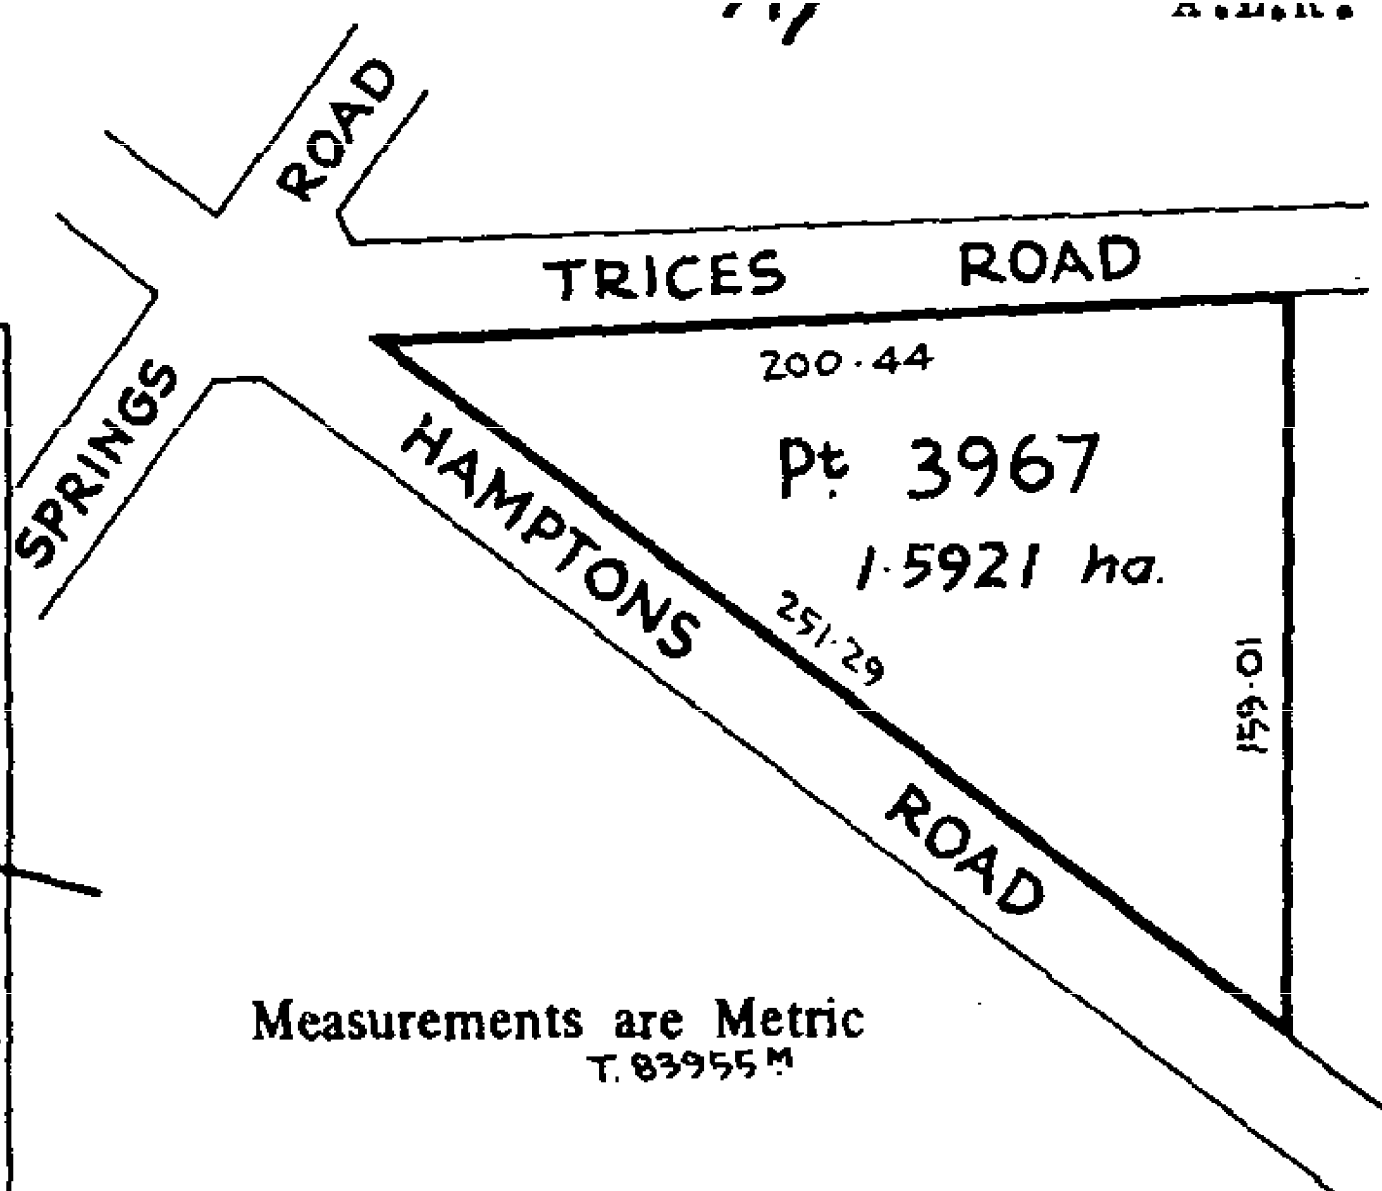 ROAD
TRICES ROAD
200·44
SPRINGS
HAMPTONS
Pt. 3967
1·5921 ha.
251·29
159·01
ROAD
Measurements are Metric
T. 83955 M